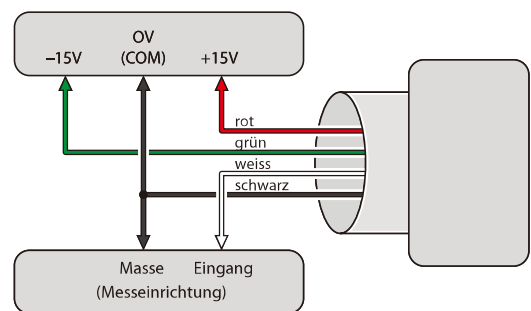 OV
–15V (COM) +15V
rot
grün
weiss
schwarz
Masse Eingang
(Messeinrichtung)